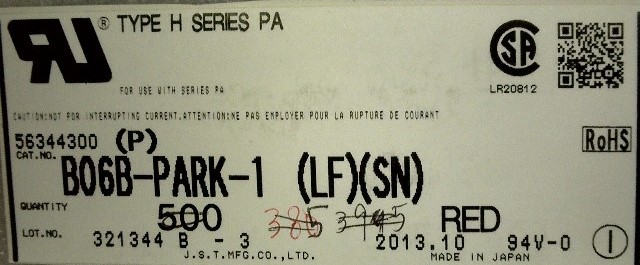 ® TYPE H SERIES PA
FOR USE WITH SERIES PA
LR20812
CAUTION:NOT FOR INTERRUPTING CURRENT.ATTENTION:NE PAS EMPLOYER POUR LA RUPTURE DE COURANT
56344300 (P)
RoHS
CAT.NO. B06B-PARK-1 (LF)(SN)
QUANTITY 500 RED
LOT.NO. 321344 B - 3 2013.10 94V-0
J.S.T.MFG.CO.,LTD. MADE IN JAPAN